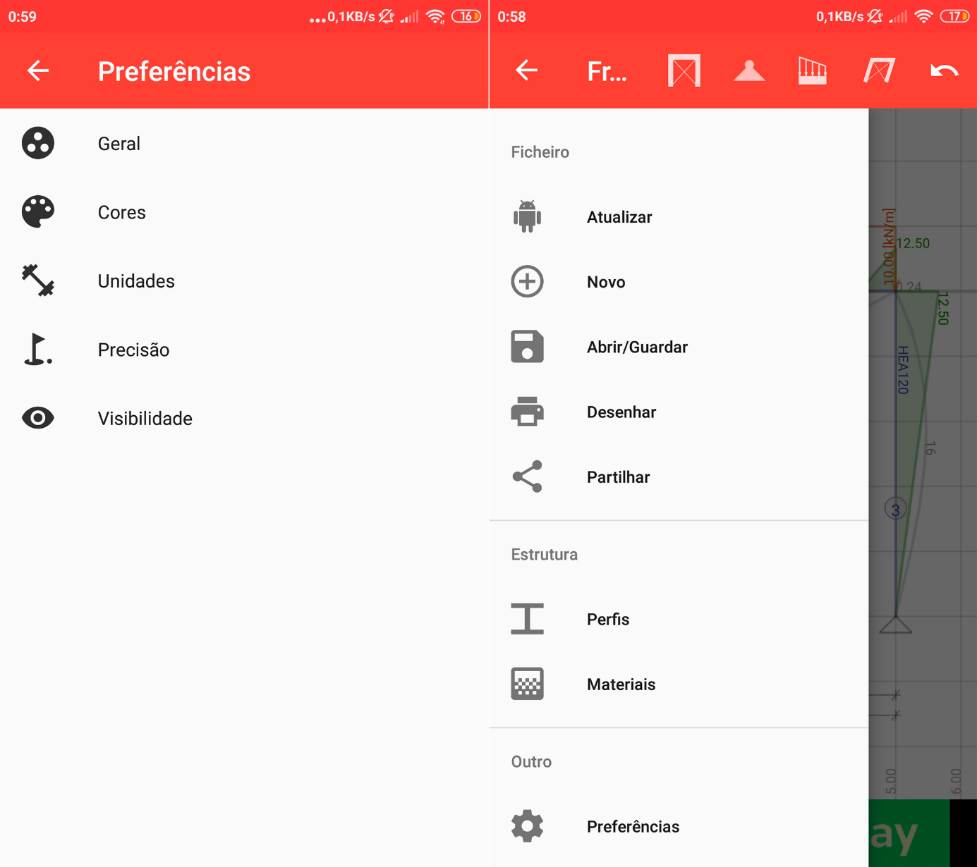 0:59
...0,1KB/s
16
Preferências
Geral
Cores
Unidades
Precisão
Visibilidade
0:58
0,1KB/s
17
Fr...
Ficheiro
Atualizar
Novo
Abrir/Guardar
Desenhar
Partilhar
Estrutura
Perfis
Materiais
Outro
Preferências
10.00[kN/m]
12.50
0.24
12.50
HEA120
16
3
5.00
6.00
ay